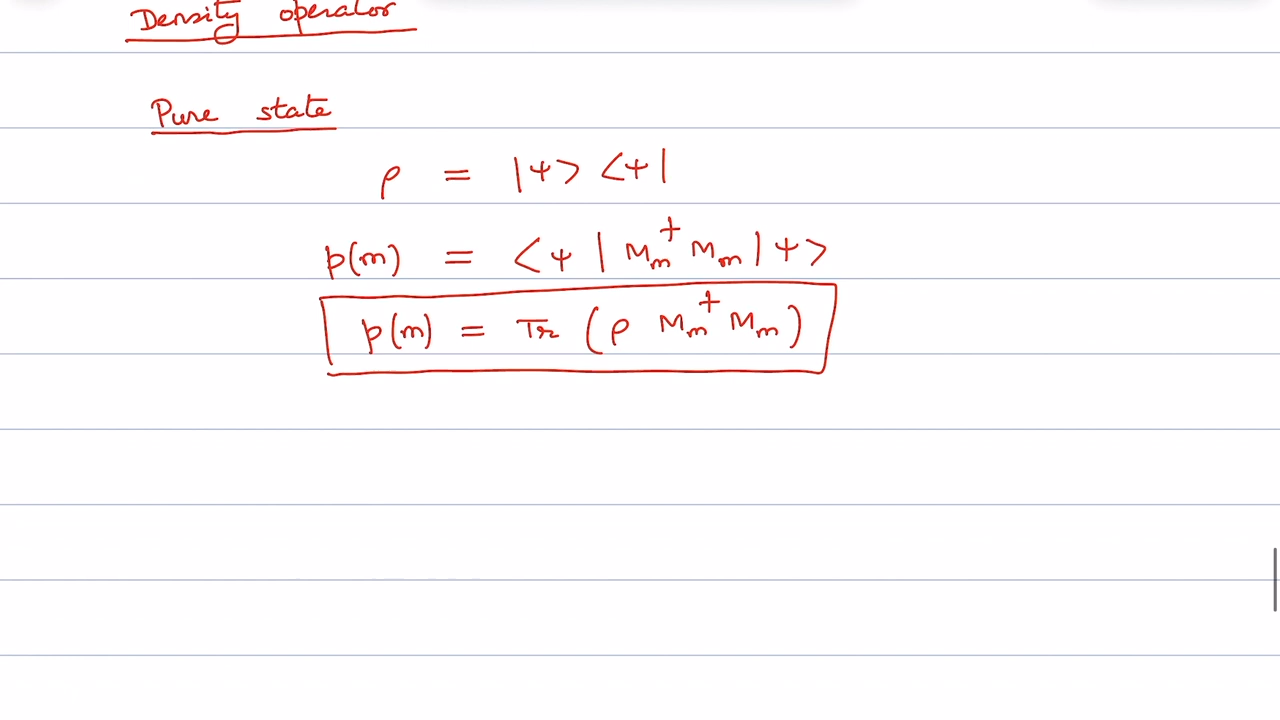 Density operator
Pure state
ρ = |ψ> <ψ|
p(m) = <ψ | M_m^† M_m | ψ>
p(m) = Tr (ρ M_m^† M_m)